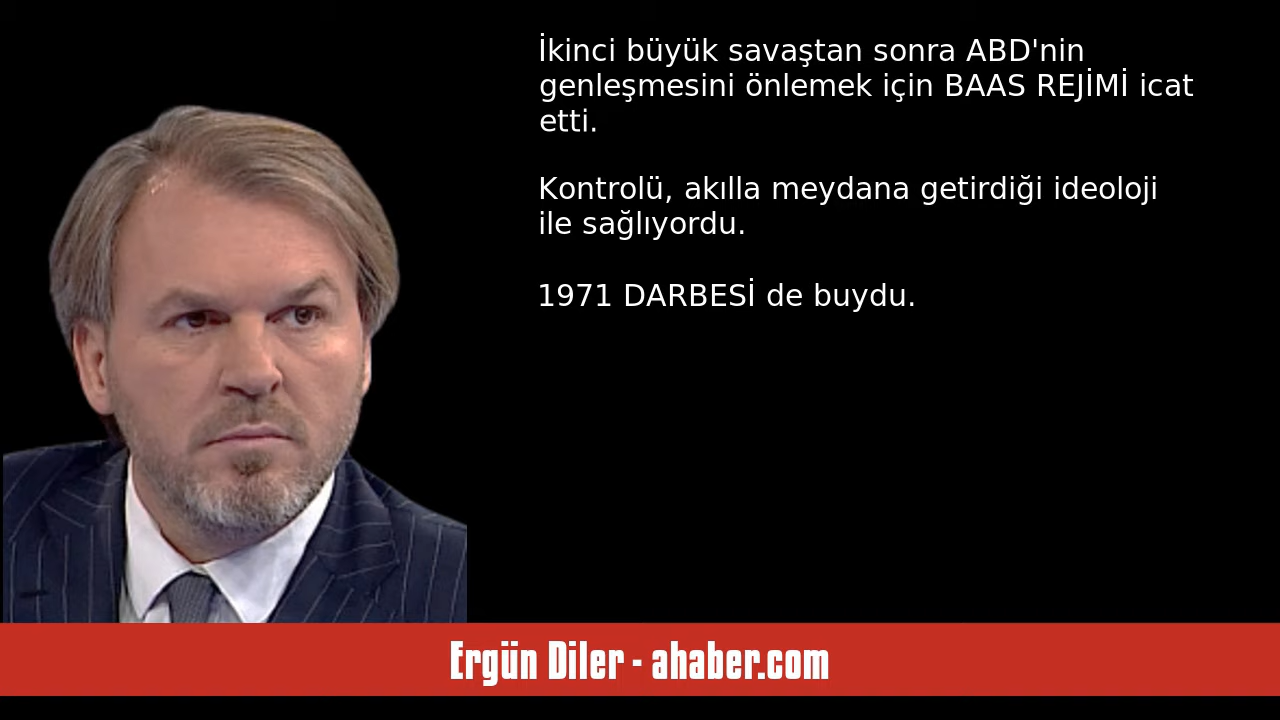 İkinci büyük savaştan sonra ABD'nin
genleşmesini önlemek için BAAS REJİMİ icat
etti.
Kontrolü, akılla meydana getirdiği ideoloji
ile sağlıyordu.
1971 DARBESİ de buydu.
Ergün Diler - ahaber.com